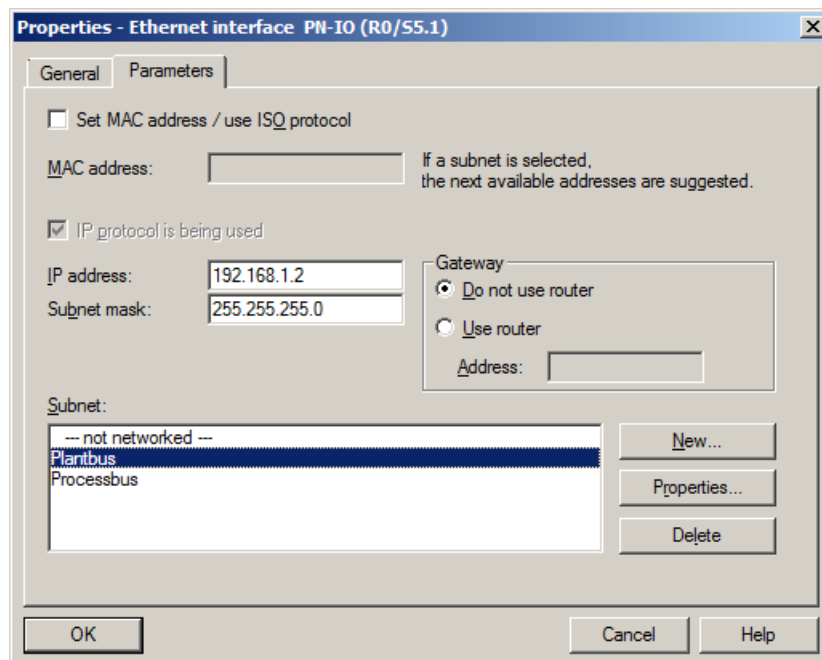 Properties - Ethernet interface PN-IO (R0/S5.1)
General
Parameters
Set MAC address / use ISO protocol
MAC address:
If a subnet is selected,
the next available addresses are suggested.
IP protocol is being used
IP address:
192.168.1.2
Subnet mask:
255.255.255.0
Gateway
Do not use router
Use router
Address:
Subnet:
--- not networked ---
Plantbus
Processbus
New...
Properties...
Delete
OK
Cancel
Help